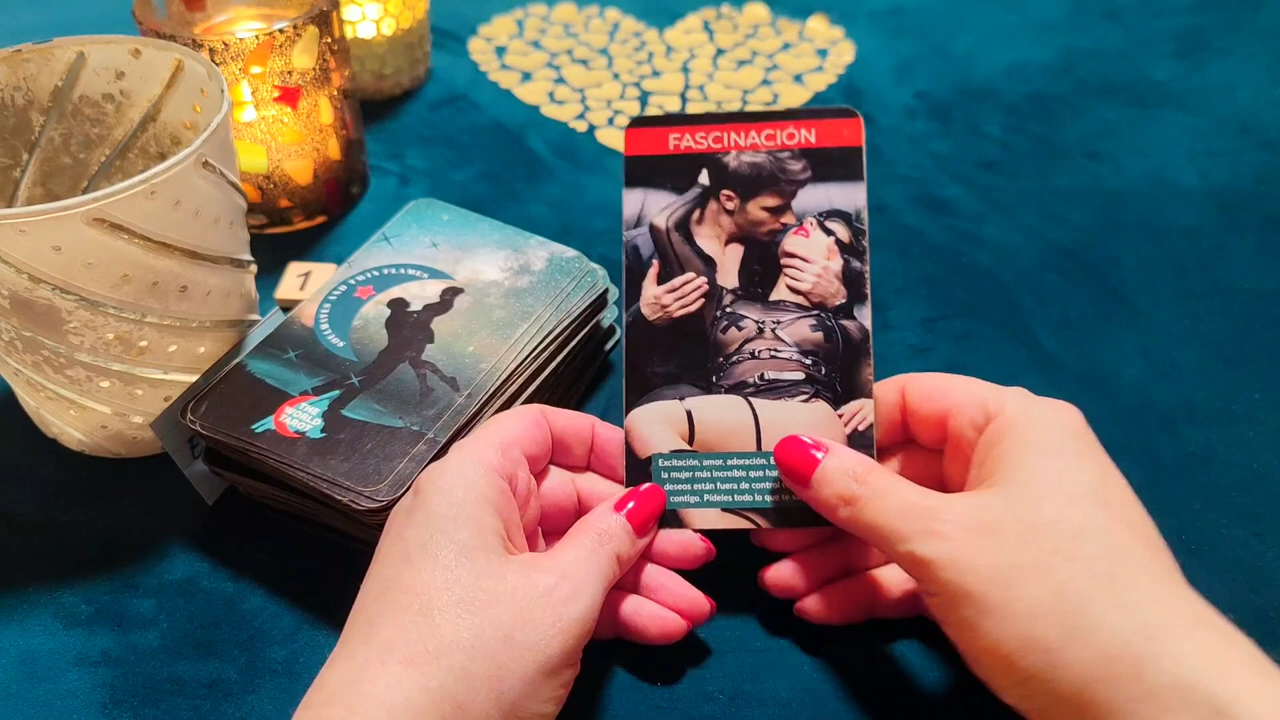 FASCINACIÓN
Excitación, amor, adoración.
la mujer más increíble que
deseos están fuera de control
contigo. Pídeles todo lo que te
1
SOULMATES AND TWIN FLAMES
THE
WORLD
TAROT